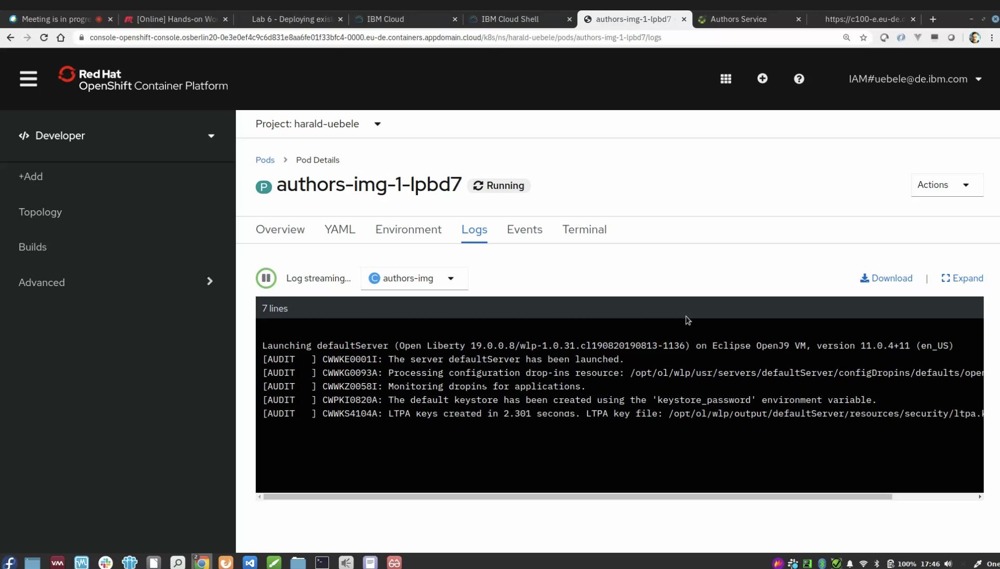 Meeting is in progre
[Online] Hands-on Wo
Lab 6 - Deploying exist
IBM Cloud
IBM Cloud Shell
authors-img-1-lpbd7
Authors Service
https://c100-e.eu-de.
console-openshift-console.osberlin20-0e3e0ef4c9c6d831e8aa6fe01f33bfc4-0000.eu-de.containers.appdomain.cloud/k8s/ns/harald-uebele/pods/authors-img-1-lpbd7/logs
Red Hat
OpenShift Container Platform
IAM#uebele@de.ibm.com
Developer
+Add
Topology
Builds
Advanced
Project: harald-uebele
Pods
Pod Details
P authors-img-1-lpbd7 Running
Actions
Overview YAML Environment Logs Events Terminal
Log streaming...
C authors-img
Download | Expand
7 lines
Launching defaultServer (Open Liberty 19.0.0.8/wlp-1.0.31.cl190820190813-1136) on Eclipse OpenJ9 VM, version 11.0.4+11 (en_US)
[AUDIT   ] CWWKE0001I: The server defaultServer has been launched.
[AUDIT   ] CWWKG0093A: Processing configuration drop-ins resource: /opt/ol/wlp/usr/servers/defaultServer/configDropins/defaults/open
[AUDIT   ] CWWKZ0058I: Monitoring dropins for applications.
[AUDIT   ] CWPKI0820A: The default keystore has been created using the 'keystore_password' environment variable.
[AUDIT   ] CWWKS4104A: LTPA keys created in 2.301 seconds. LTPA key file: /opt/ol/wlp/output/defaultServer/resources/security/ltpa.k
2
100% 17:46
One